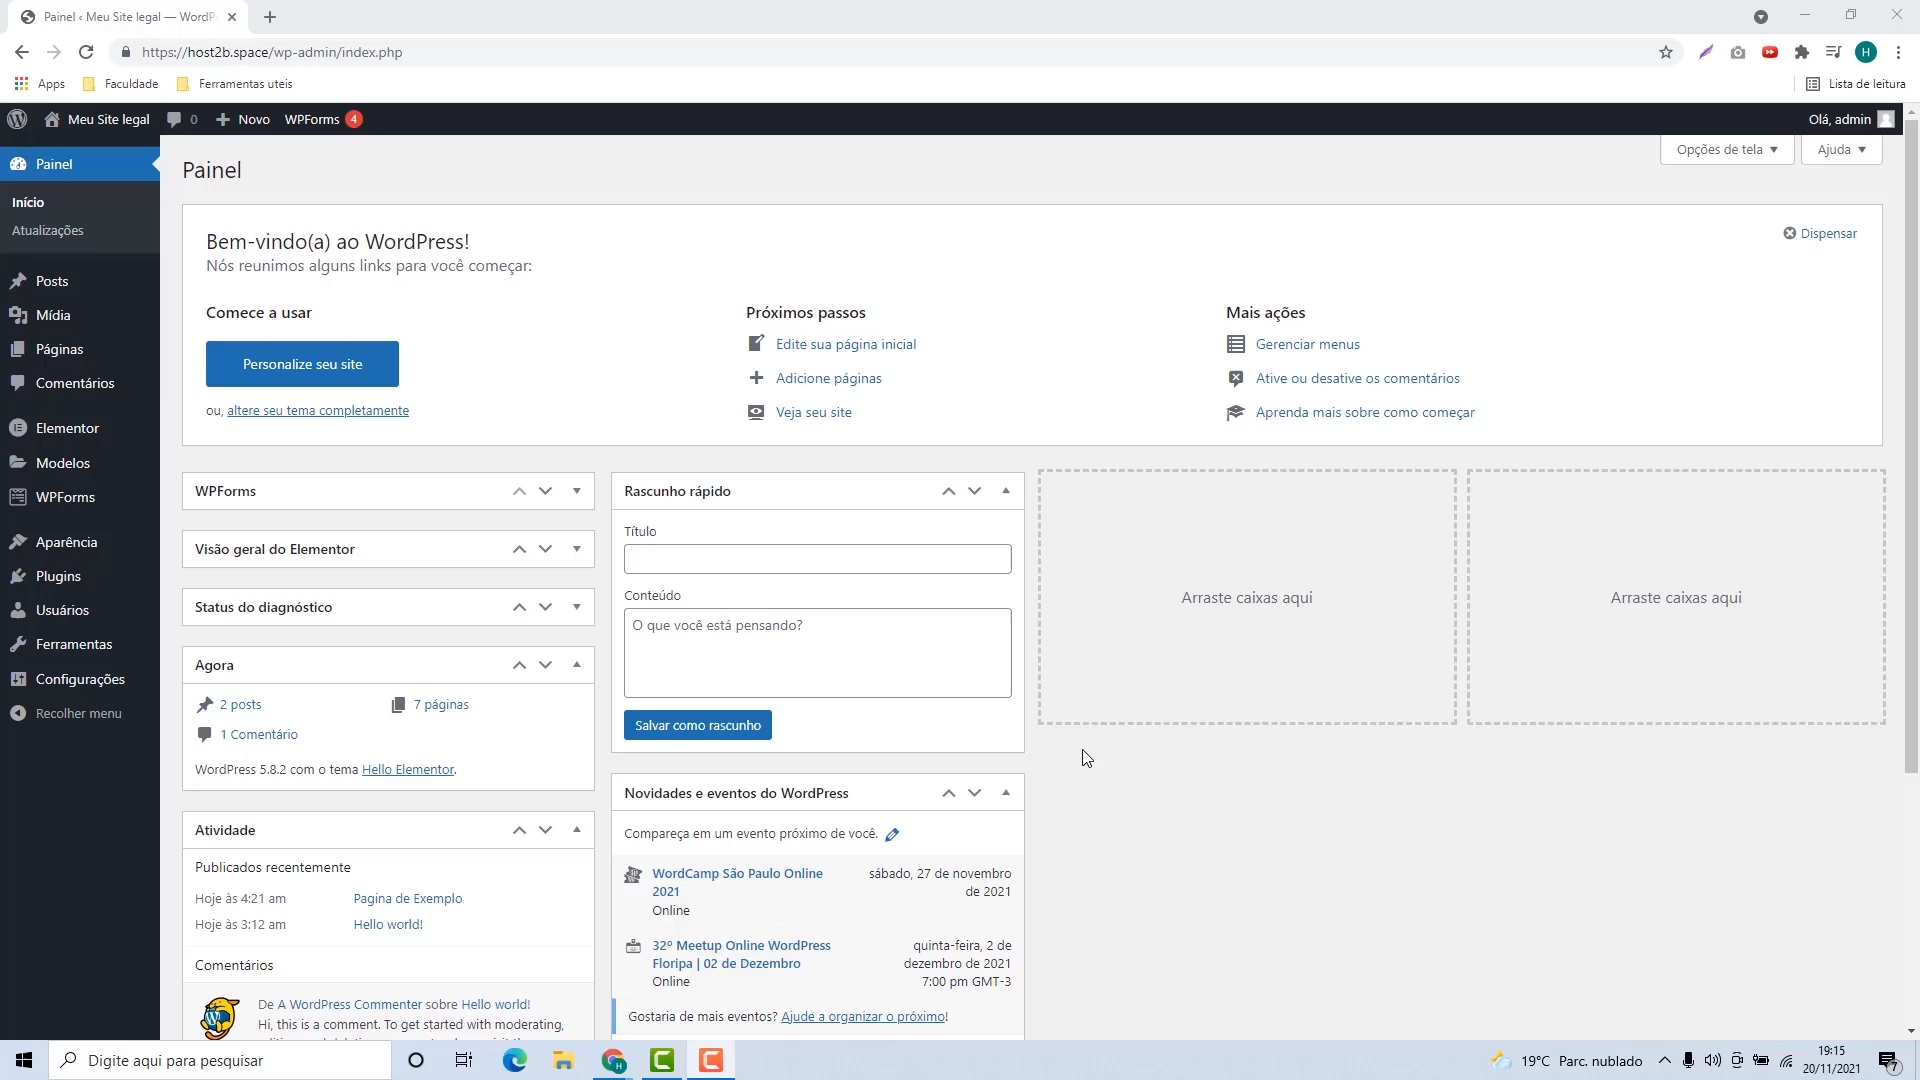 Painel ‹ Meu Site legal — WordP
https://host2b.space/wp-admin/index.php
H
Apps
Faculdade
Ferramentas uteis
Lista de leitura
Meu Site legal
0
Novo
WPForms
4
Olá, admin
Painel
Início
Atualizações
Posts
Mídia
Páginas
Comentários
Elementor
Modelos
WPForms
Aparência
Plugins
Usuários
Ferramentas
Configurações
Recolher menu
Painel
Opções de tela
Ajuda
Bem-vindo(a) ao WordPress!
Nós reunimos alguns links para você começar:
Dispensar
Comece a usar
Personalize seu site
ou, altere seu tema completamente
Próximos passos
Edite sua página inicial
Adicione páginas
Veja seu site
Mais ações
Gerenciar menus
Ative ou desative os comentários
Aprenda mais sobre como começar
WPForms
Visão geral do Elementor
Status do diagnóstico
Agora
2 posts
7 páginas
1 Comentário
WordPress 5.8.2 com o tema Hello Elementor.
Atividade
Publicados recentemente
Hoje às 4:21 am
Pagina de Exemplo
Hoje às 3:12 am
Hello world!
Comentários
De A WordPress Commenter sobre Hello world!
Hi, this is a comment. To get started with moderating,
Rascunho rápido
Título
Conteúdo
O que você está pensando?
Salvar como rascunho
Novidades e eventos do WordPress
Compareça em um evento próximo de você.
WordCamp São Paulo Online
2021
Online
sábado, 27 de novembro
de 2021
32º Meetup Online WordPress
Floripa | 02 de Dezembro
Online
quinta-feira, 2 de
dezembro de 2021
7:00 pm GMT-3
Gostaria de mais eventos? Ajude a organizar o próximo!
Arraste caixas aqui
Arraste caixas aqui
Digite aqui para pesquisar
19°C Parc. nublado
19:15
20/11/2021
7